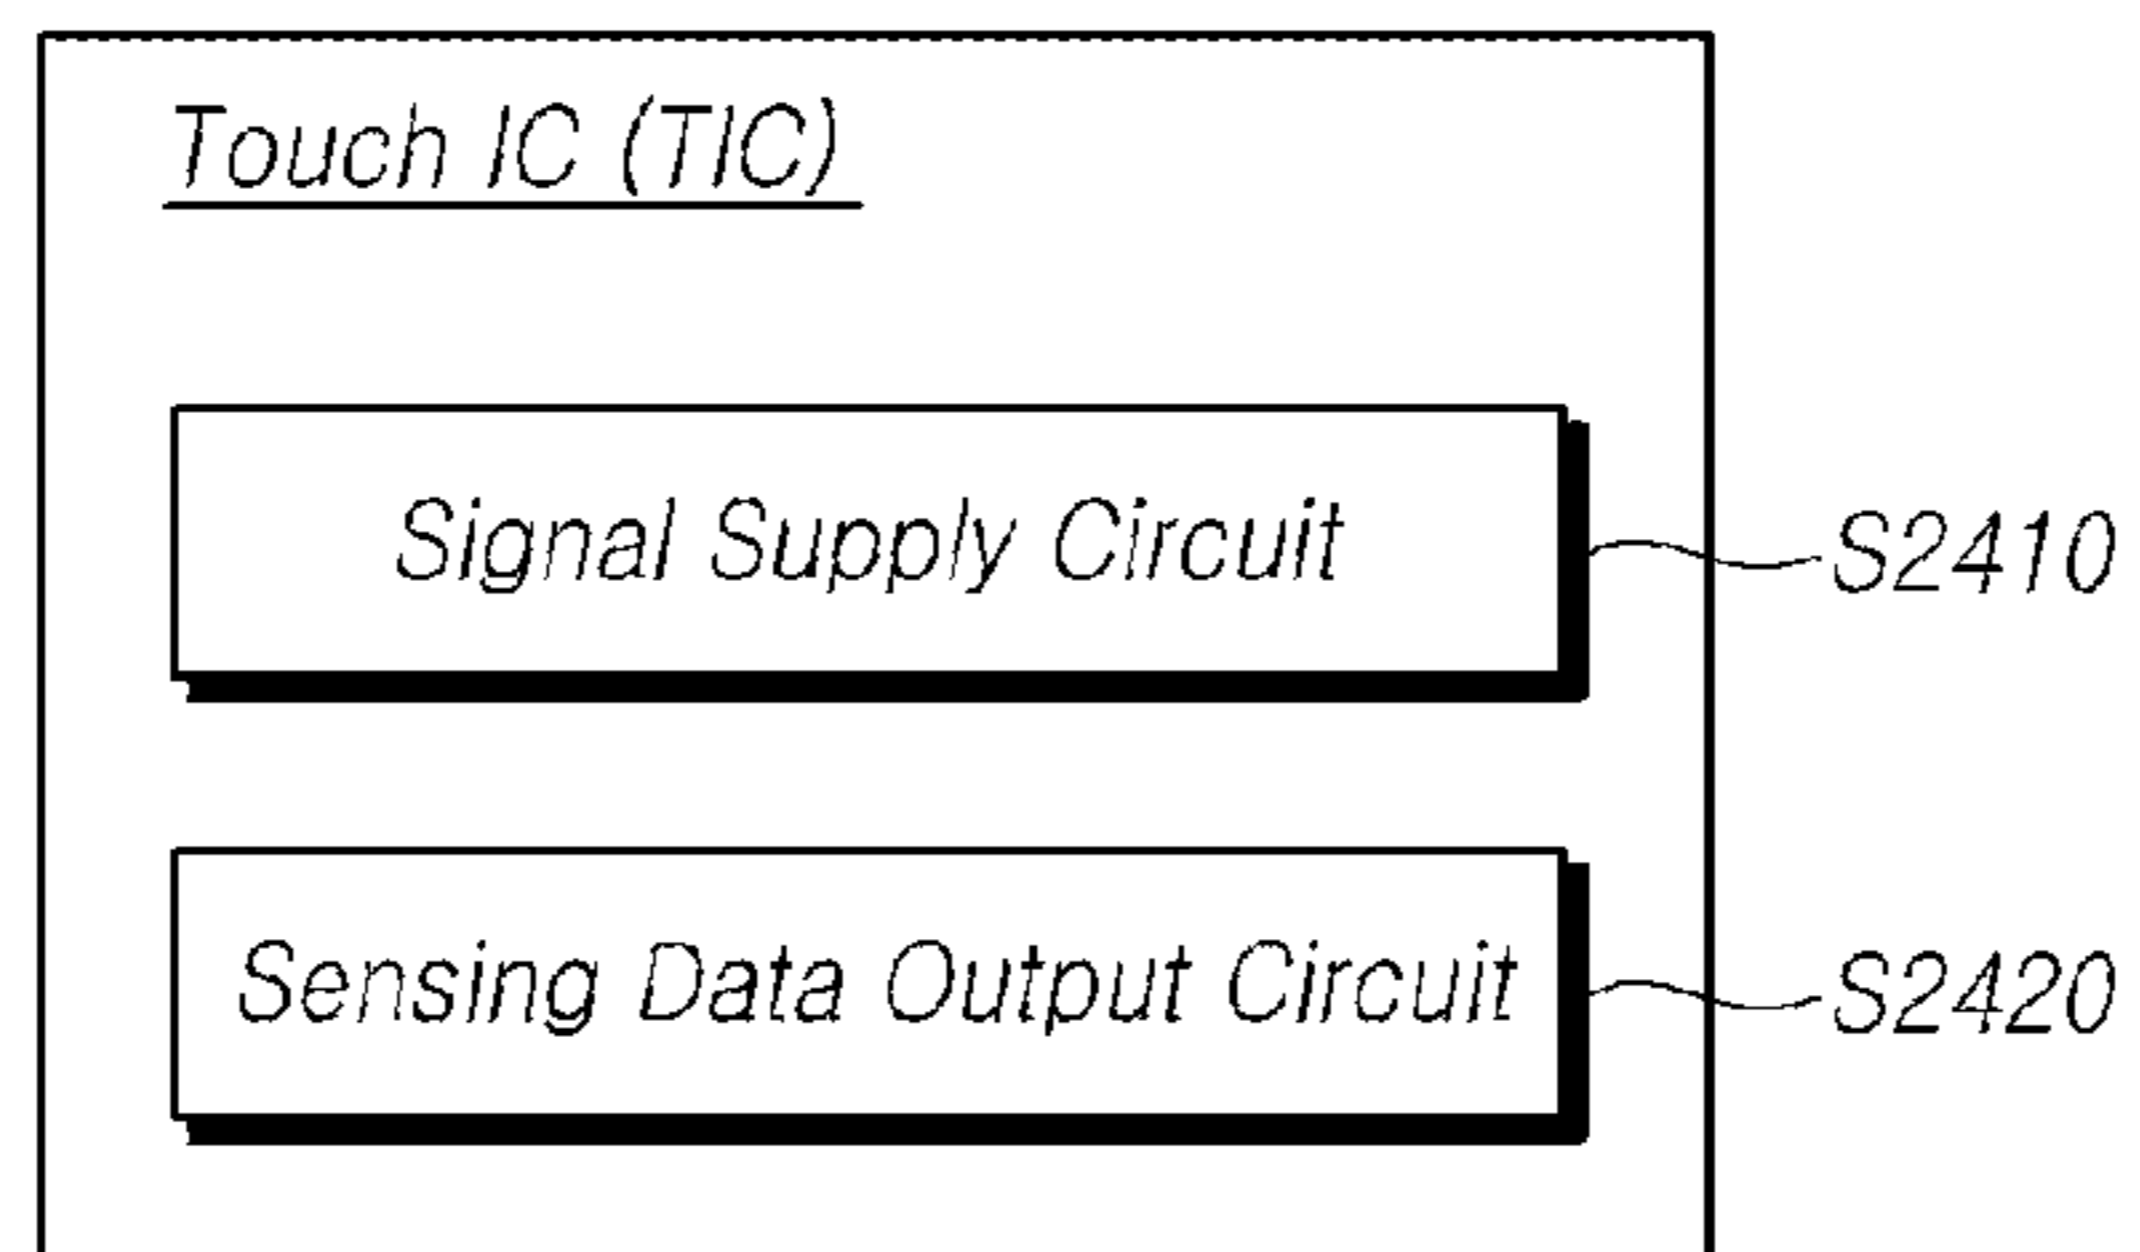 Touch IC (TIC)
Signal Supply Circuit
S2410
Sensing Data Output Circuit
S2420